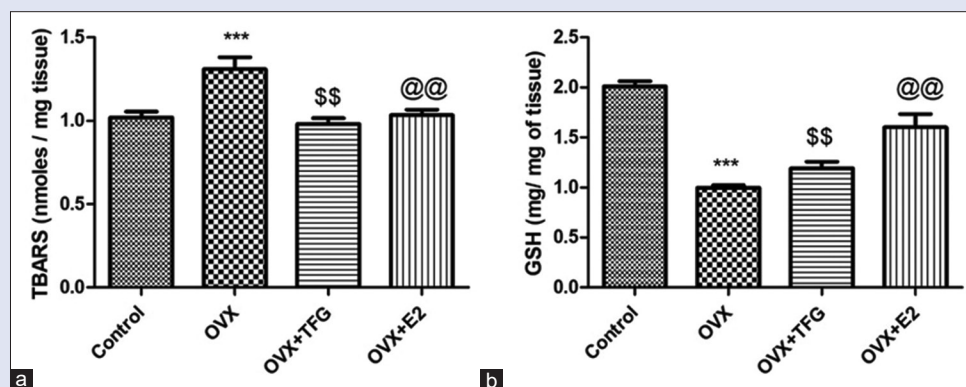 TBARS (nmoles / mg tissue)
1.5
1.0
0.5
0.0
***
$$
@@
Control
OVX
OVX+TFG
OVX+E2
a
GSH (mg/ mg of tissue)
2.5
2.0
1.5
1.0
0.5
0.0
***
$$
@@
Control
OVX
OVX+TFG
OVX+E2
b